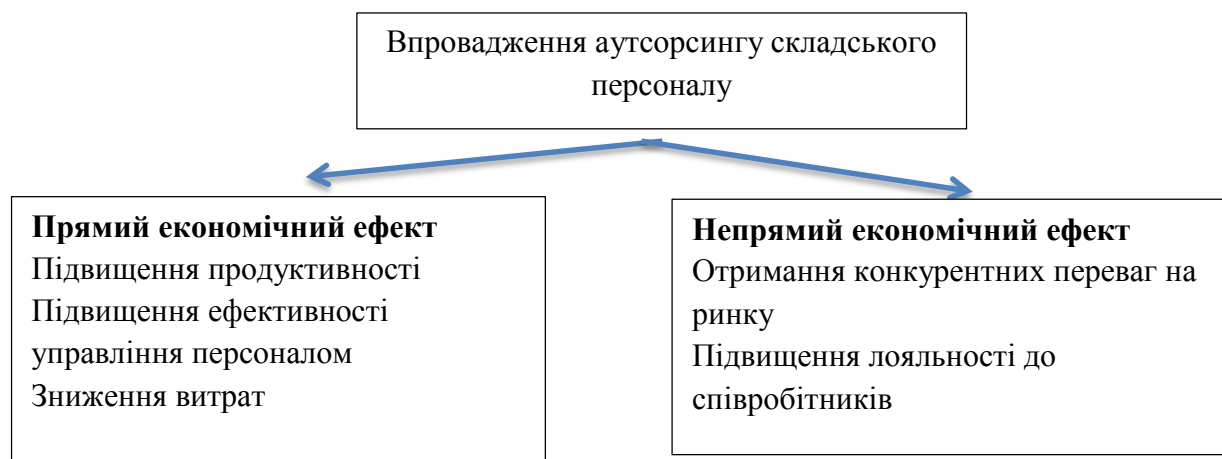 Впровадження аутсорсингу складського
персоналу
Прямий економічний ефект
Підвищення продуктивності
Підвищення ефективності
управління персоналом
Зниження витрат
Непрямий економічний ефект
Отримання конкурентних переваг на
ринку
Підвищення лояльності до
співробітників